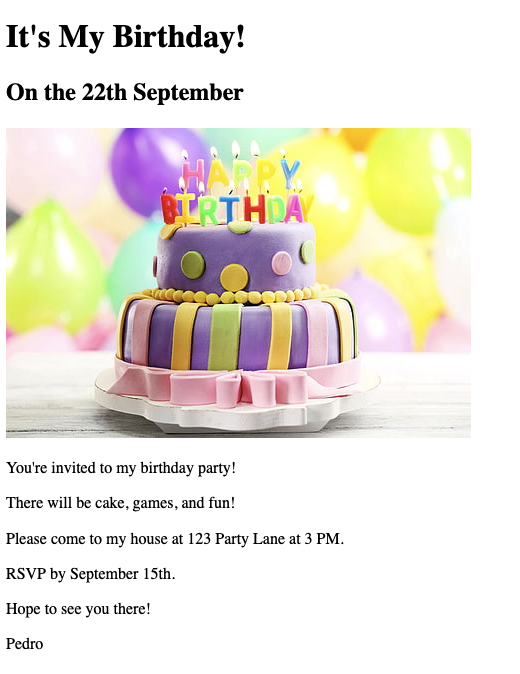 It's My Birthday!
On the 22th September
HAPPY
BIRTHDAY
You're invited to my birthday party!
There will be cake, games, and fun!
Please come to my house at 123 Party Lane at 3 PM.
RSVP by September 15th.
Hope to see you there!
Pedro